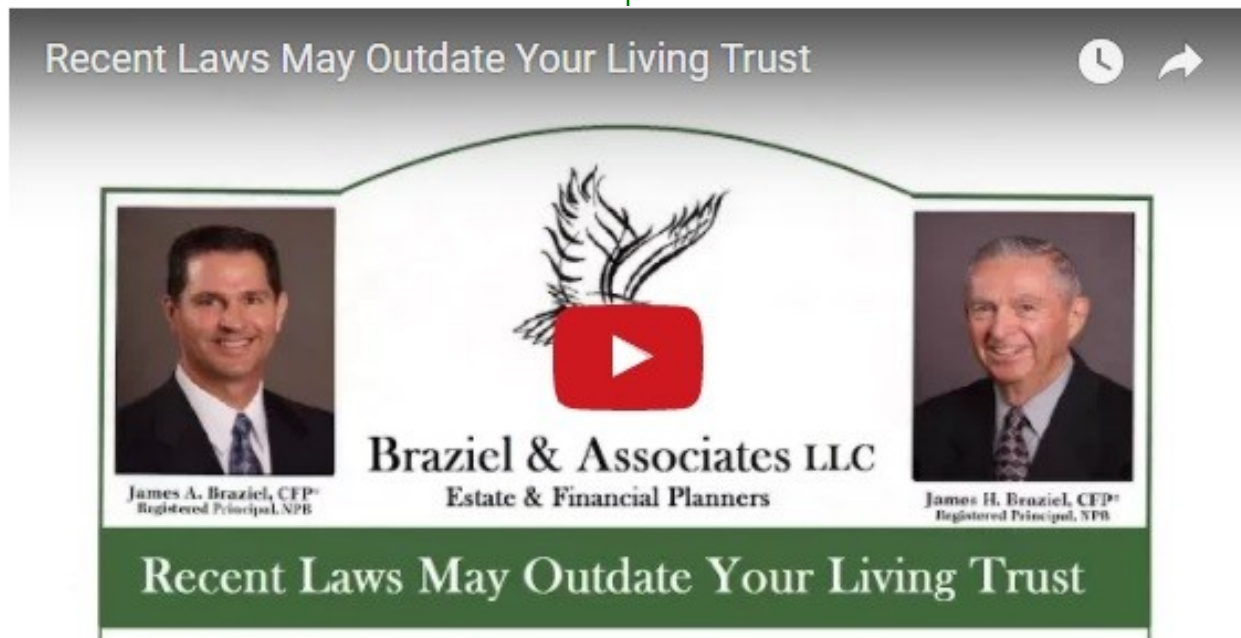 Recent Laws May Outdate Your Living Trust
Braziel & Associates LLC
Estate & Financial Planners
James A. Braziel, CFP®
Registered Principal, NPB
James H. Braziel, CFP®
Registered Principal, NPB
Recent Laws May Outdate Your Living Trust